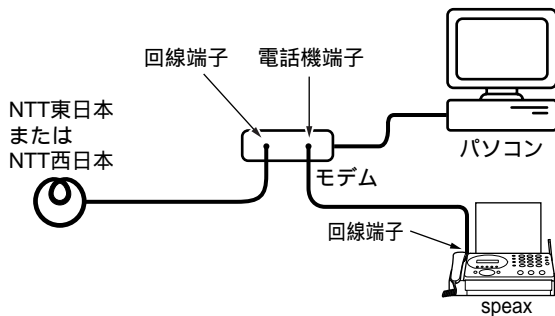 回線端子
電話機端子
NTT東日本
または
NTT西日本
パソコン
モデム
回線端子
speax